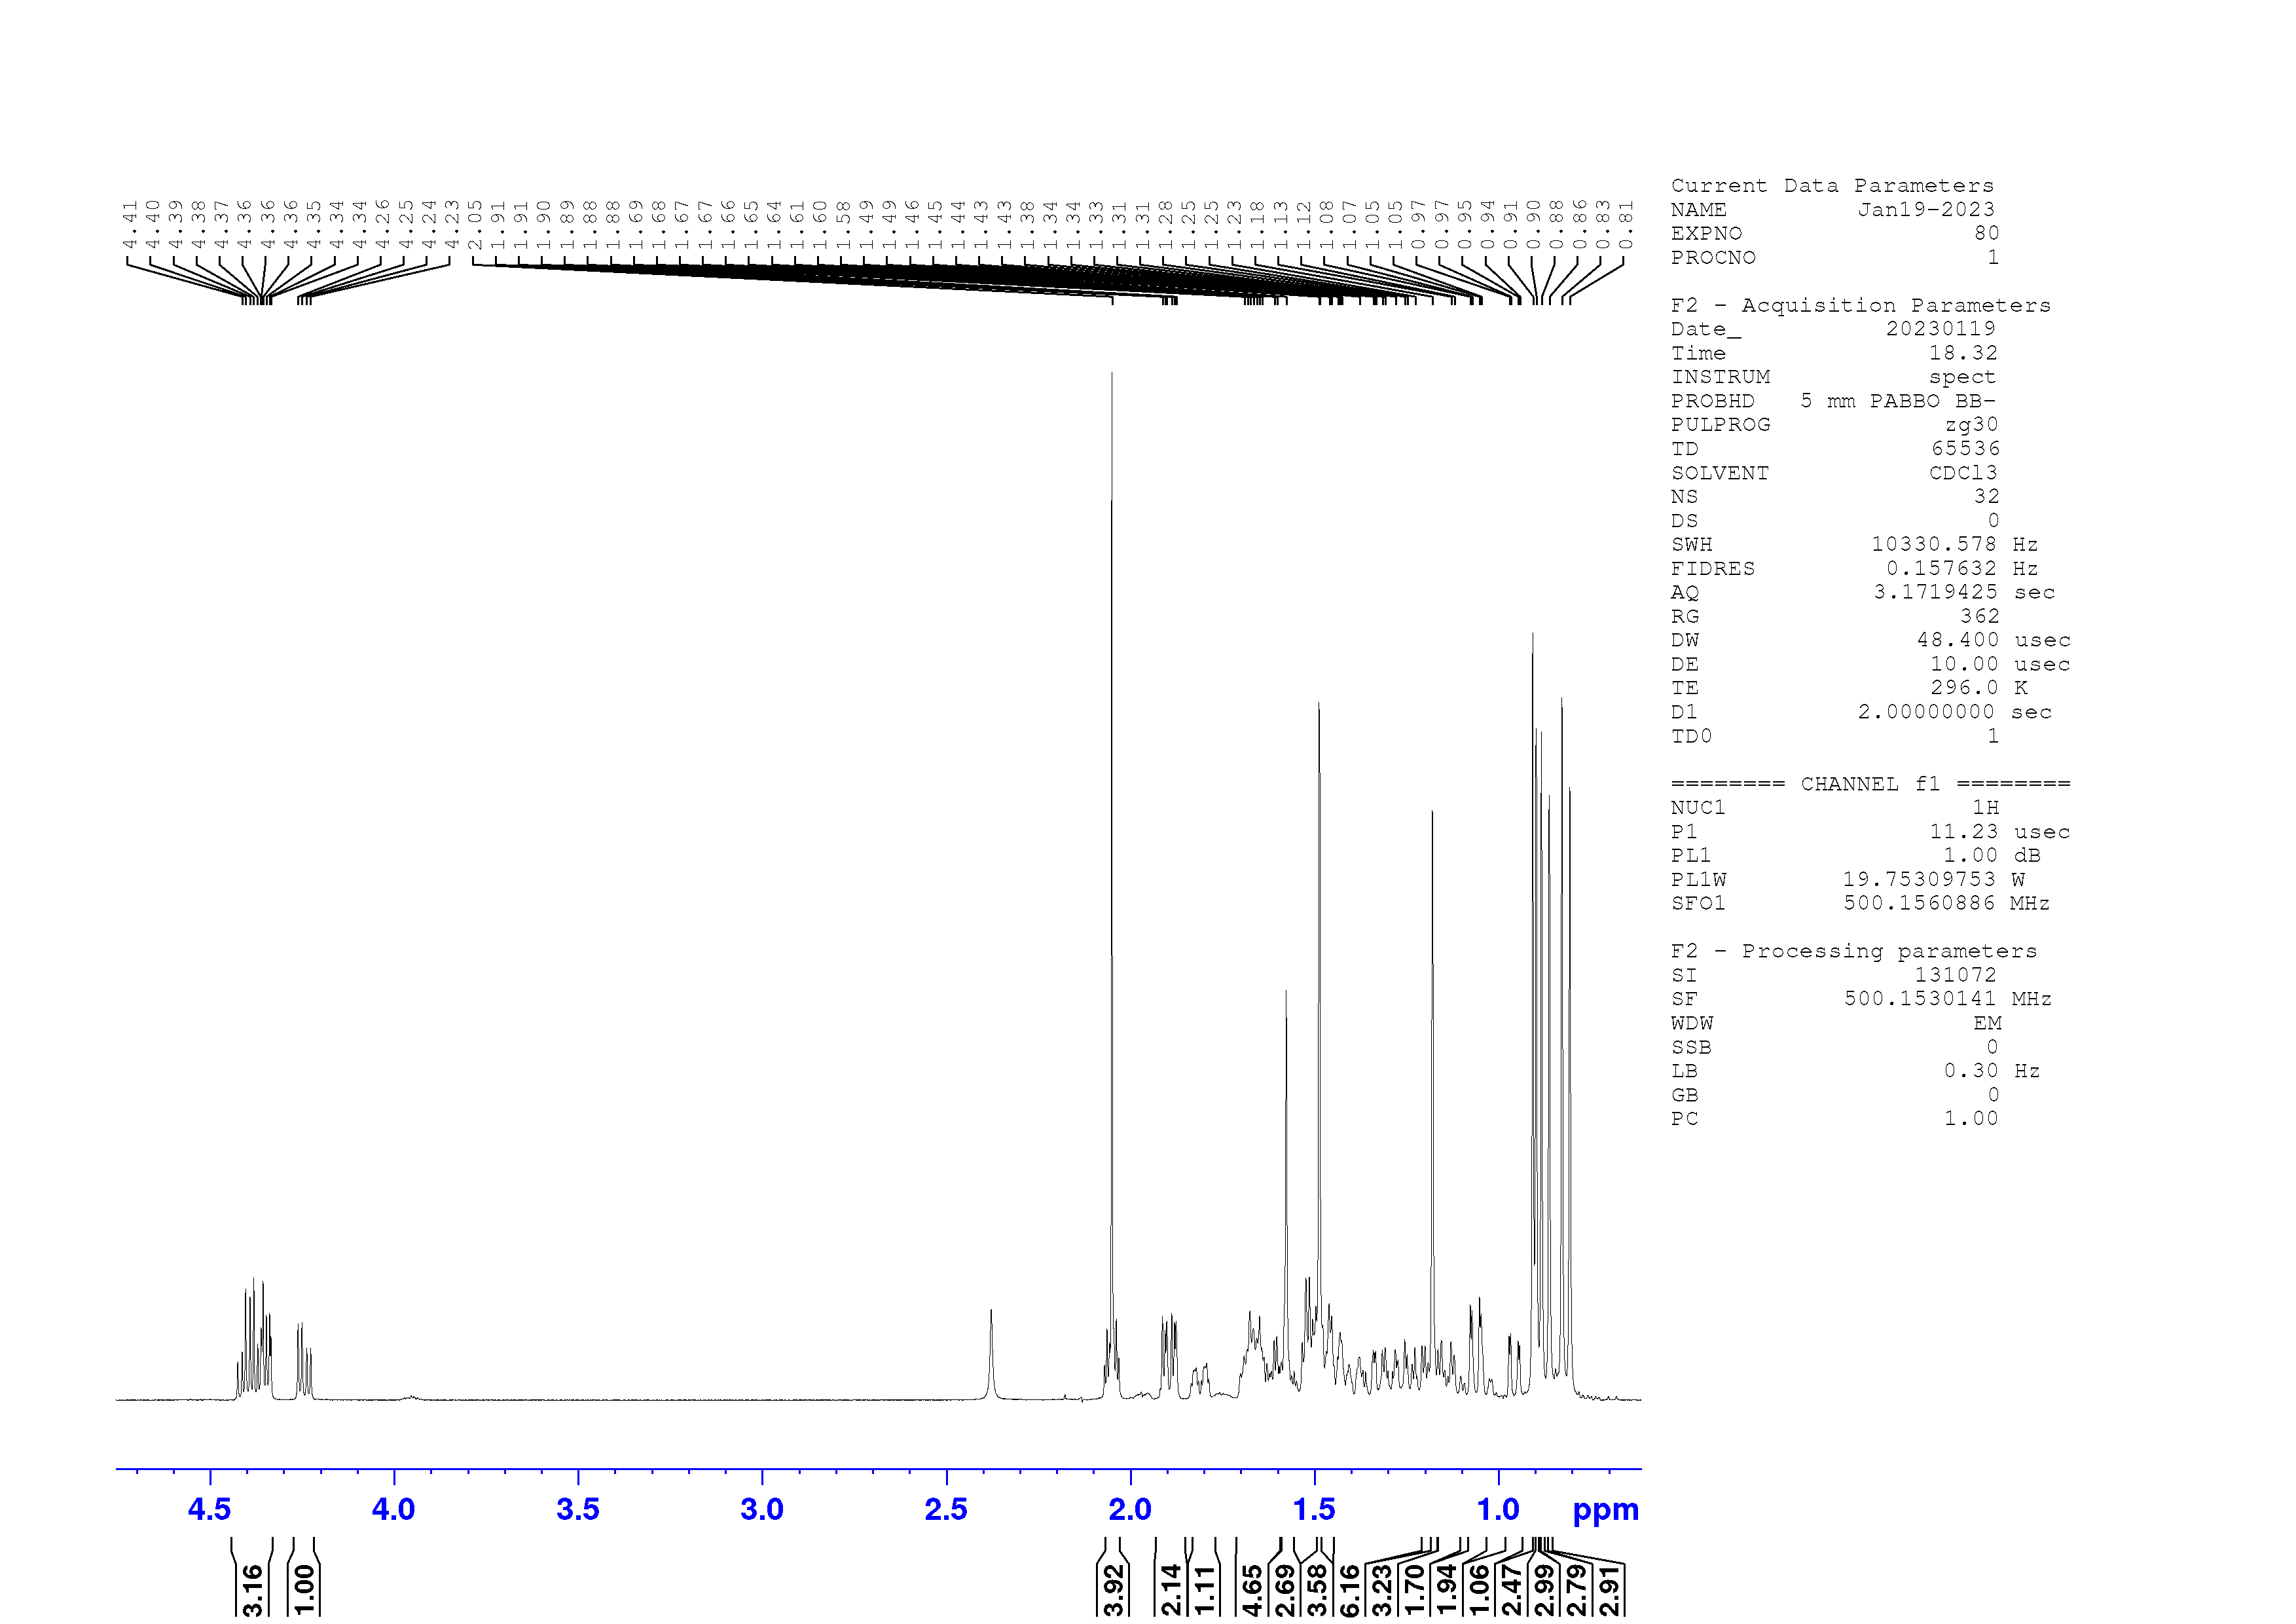 4.41 4.40 4.39 4.38 4.37 4.36 4.36 4.36 4.35 4.34 4.34 4.26 4.25 4.24 4.23 2.05 1.91 1.91 1.90 1.89 1.88 1.88 1.69 1.68 1.67 1.67 1.66 1.65 1.64 1.61 1.60 1.58 1.49 1.49 1.46 1.45 1.44 1.43 1.43 1.38 1.34 1.34 1.33 1.31 1.31 1.28 1.25 1.25 1.23 1.18 1.13 1.12 1.08 1.07 1.05 1.05 0.97 0.97 0.95 0.94 0.91 0.90 0.88 0.86 0.83 0.81
Current Data Parameters
NAME Jan19-2023
EXPNO 80
PROCNO 1
F2 - Acquisition Parameters
Date_ 20230119
Time 18.32
INSTRUM spect
PROBHD 5 mm PABBO BB-
PULPROG zg30
TD 65536
SOLVENT CDCl3
NS 32
DS 0
SWH 10330.578 Hz
FIDRES 0.157632 Hz
AQ 3.1719425 sec
RG 362
DW 48.400 usec
DE 10.00 usec
TE 296.0 K
D1 2.00000000 sec
TD0 1
======== CHANNEL f1 ========
NUC1 1H
P1 11.23 usec
PL1 1.00 dB
PL1W 19.75309753 W
SFO1 500.1560886 MHz
F2 - Processing parameters
SI 131072
SF 500.1530141 MHz
WDW EM
SSB 0
LB 0.30 Hz
GB 0
PC 1.00
4.5 4.0 3.5 3.0 2.5 2.0 1.5 1.0 ppm
3.16 1.00 3.92 2.14 1.11 4.65 2.69 3.58 6.16 3.23 1.70 1.94 1.06 2.47 2.99 2.79 2.91